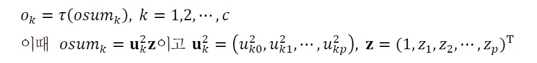 o_k = τ(osum_k), k = 1,2,⋯,c
이때 osum_k = 𝐮_k^2 𝐳이고 𝐮_k^2 = (u_{k0}^2, u_{k1}^2, ⋯, u_{kp}^2), 𝐳 = (1, z_1, z_2, ⋯, z_p)^T